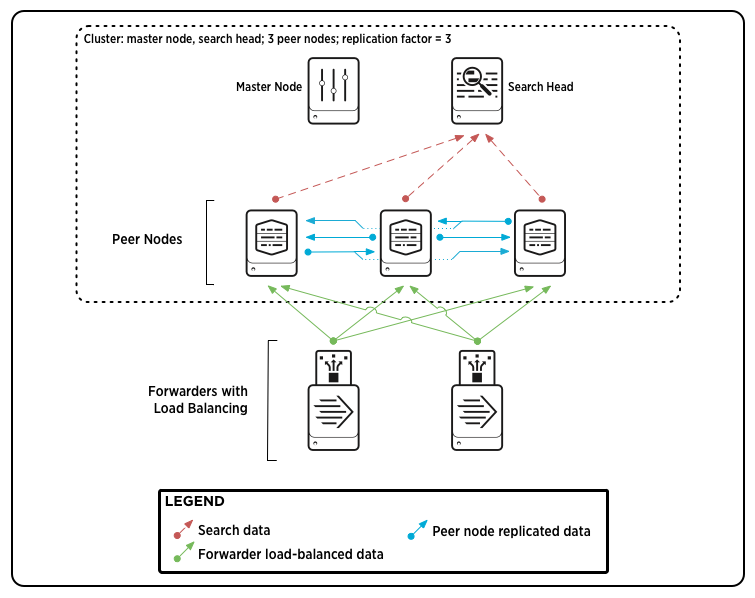 Cluster: master node, search head; 3 peer nodes; replication factor = 3
Master Node
Search Head
Peer Nodes
Forwarders with
Load Balancing
LEGEND
Search data
Peer node replicated data
Forwarder load-balanced data